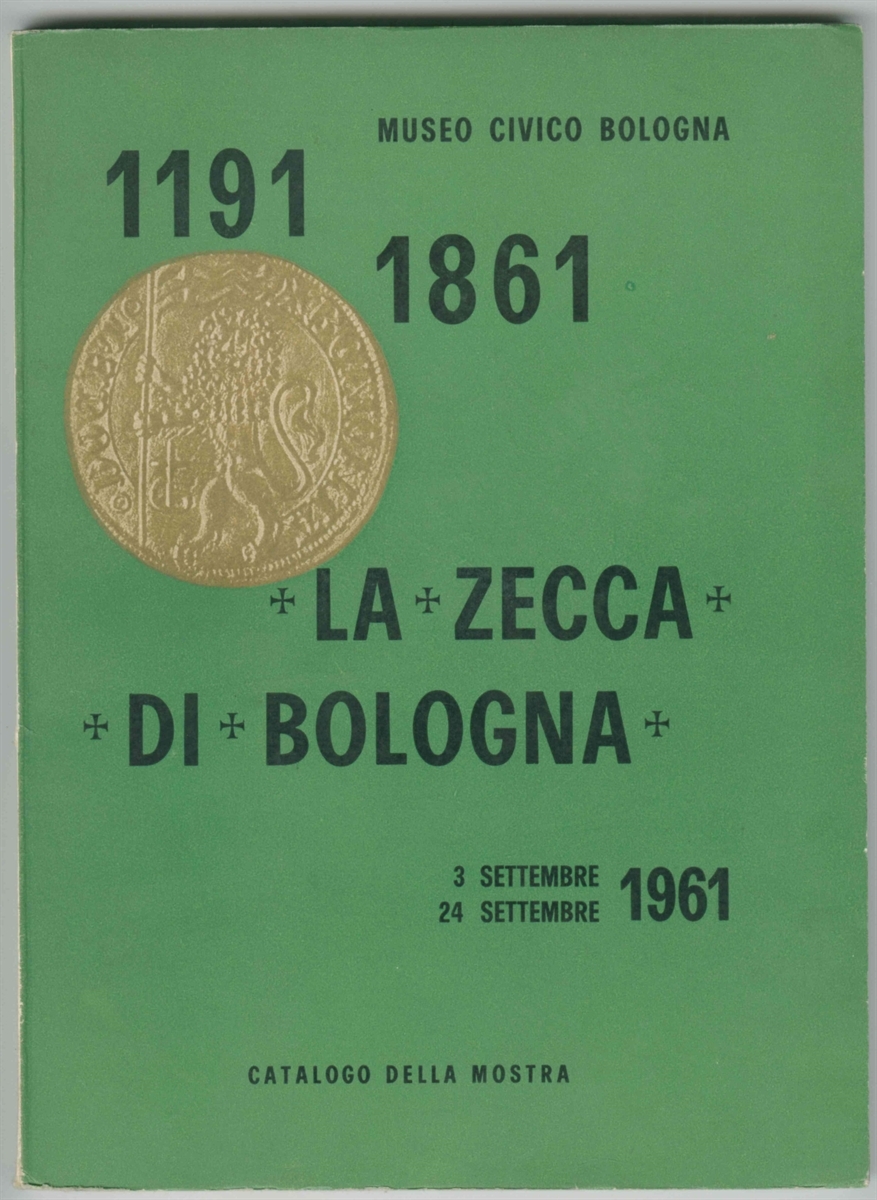 MUSEO CIVICO BOLOGNA
1191
1861
✠ LA ✠ ZECCA ✠
✠ DI ✠ BOLOGNA ✠
3 SETTEMBRE
24 SETTEMBRE
1961
CATALOGO DELLA MOSTRA